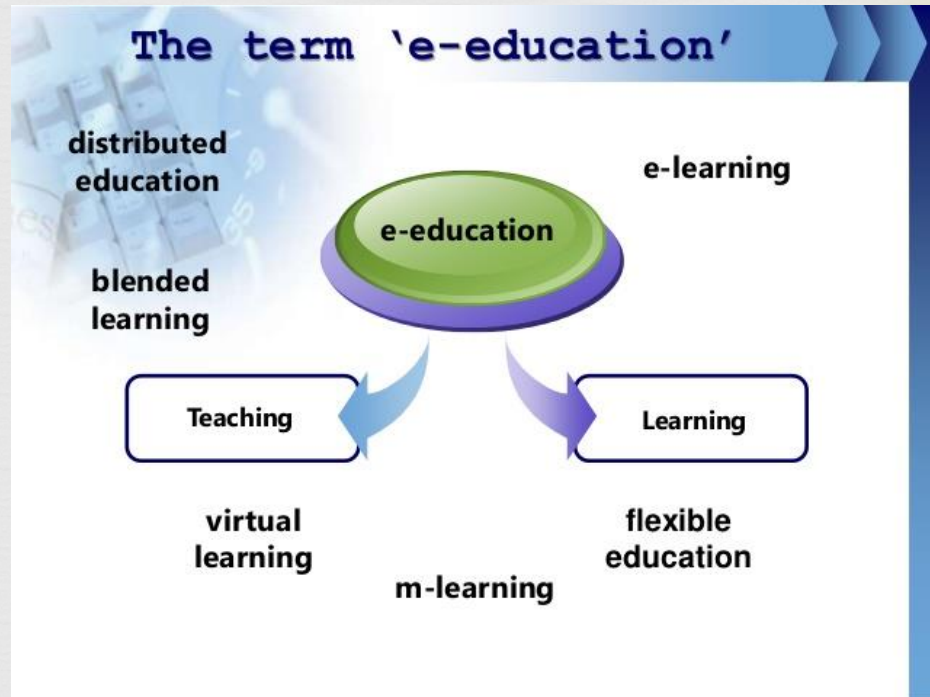 The term ‘e-education’
distributed
education
e-learning
e-education
blended
learning
Teaching
Learning
virtual
learning
flexible
education
m-learning